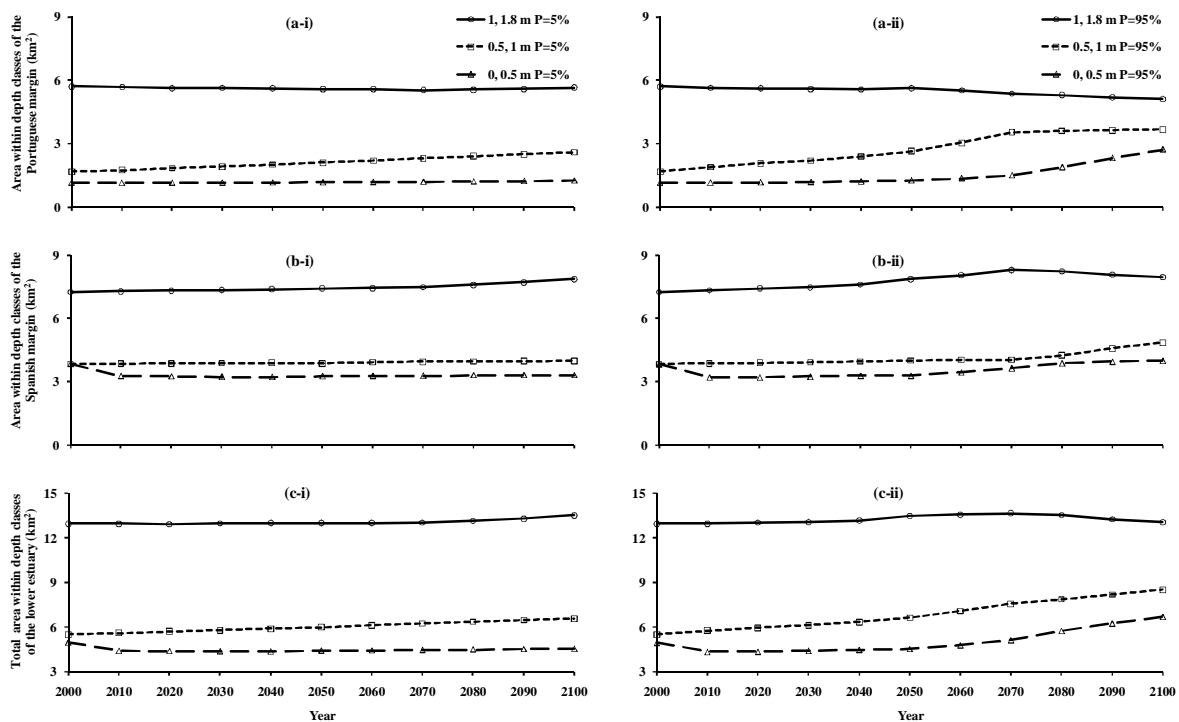 Area within depth classes of the
Portuguese margin (km²)
9
6
3
0
(a-i)
1, 1.8 m P=5%
0.5, 1 m P=5%
0, 0.5 m P=5%
9
6
3
0
(a-ii)
1, 1.8 m P=95%
0.5, 1 m P=95%
0, 0.5 m P=95%
Area within depth classes of the
Spanish margin (km²)
9
6
3
0
(b-i)
9
6
3
0
(b-ii)
Total area within depth classes
of the lower estuary (km²)
15
12
9
6
3
(c-i)
2000 2010 2020 2030 2040 2050 2060 2070 2080 2090 2100
Year
15
12
9
6
3
(c-ii)
2000 2010 2020 2030 2040 2050 2060 2070 2080 2090 2100
Year